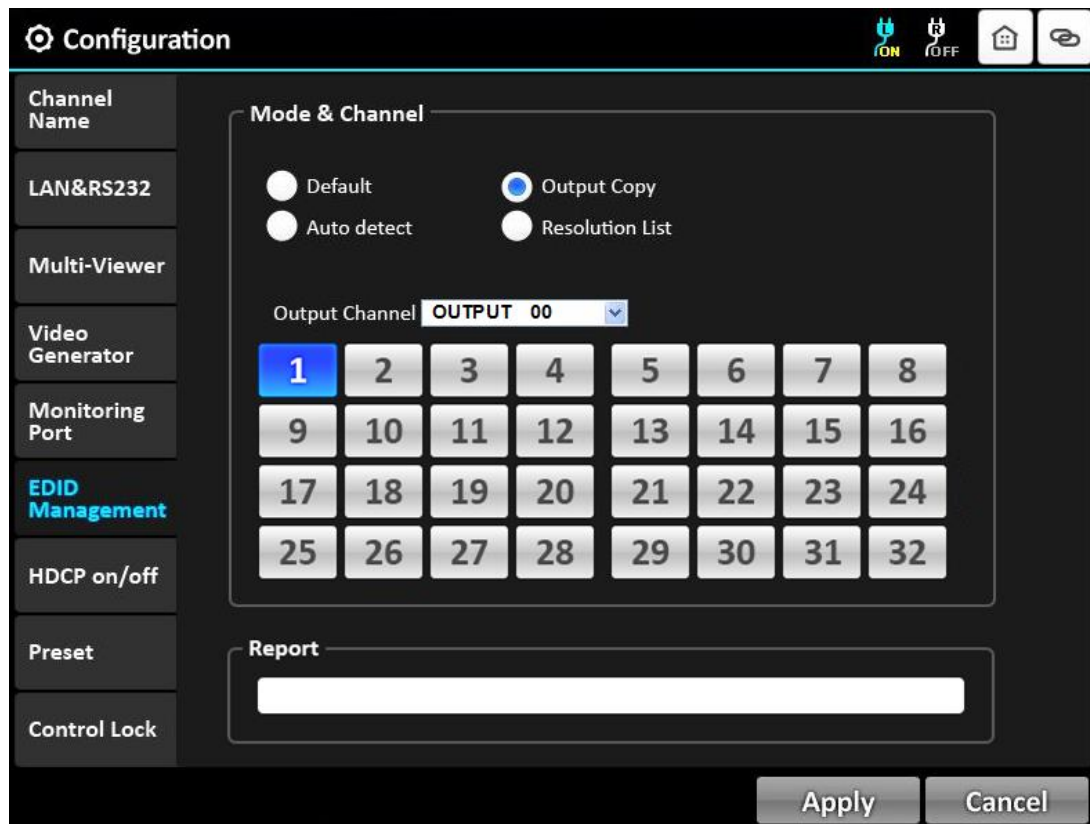 Configuration
L
ON
R
OFF
Channel
Name
LAN&RS232
Multi-Viewer
Video
Generator
Monitoring
Port
EDID
Management
HDCP on/off
Preset
Control Lock
Mode & Channel
Default
Output Copy
Auto detect
Resolution List
Output Channel OUTPUT 00
1 2 3 4 5 6 7 8
9 10 11 12 13 14 15 16
17 18 19 20 21 22 23 24
25 26 27 28 29 30 31 32
Report
Apply
Cancel